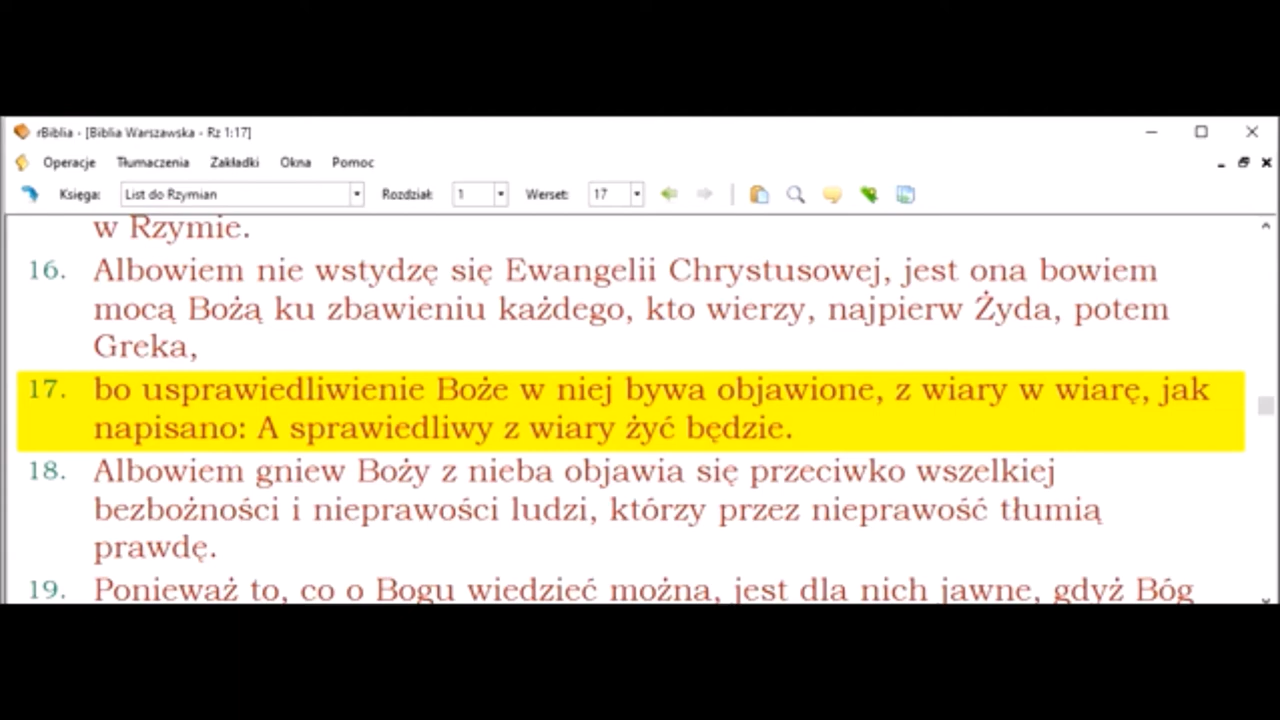 rBiblia - [Biblia Warszawska - Rz 1:17]
Operacje Tłumaczenia Zakładki Okna Pomoc
Księga: List do Rzymian Rozdział: 1 Werset: 17
w Rzymie.
16. Albowiem nie wstydzę się Ewangelii Chrystusowej, jest ona bowiem
mocą Bożą ku zbawieniu każdego, kto wierzy, najpierw Żyda, potem
Greka,
17. bo usprawiedliwienie Boże w niej bywa objawione, z wiary w wiarę, jak
napisano: A sprawiedliwy z wiary żyć będzie.
18. Albowiem gniew Boży z nieba objawia się przeciwko wszelkiej
bezbożności i nieprawości ludzi, którzy przez nieprawość tłumią
prawdę.
19. Ponieważ to, co o Bogu wiedzieć można, jest dla nich jawne, gdyż Bóg